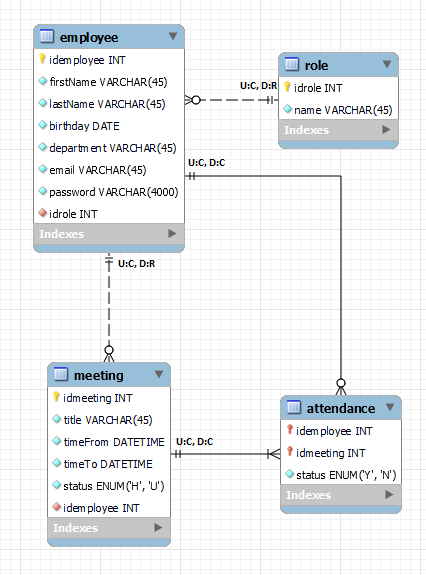 employee
idemployee INT
firstName VARCHAR(45)
lastName VARCHAR(45)
birthday DATE
department VARCHAR(45)
email VARCHAR(45)
password VARCHAR(4000)
idrole INT
Indexes
U:C, D:R
role
idrole INT
name VARCHAR(45)
Indexes
U:C, D:C
U:C, D:R
meeting
idmeeting INT
title VARCHAR(45)
timeFrom DATETIME
timeTo DATETIME
status ENUM('H', 'U')
idemployee INT
Indexes
U:C, D:C
attendance
idemployee INT
idmeeting INT
status ENUM('Y', 'N')
Indexes